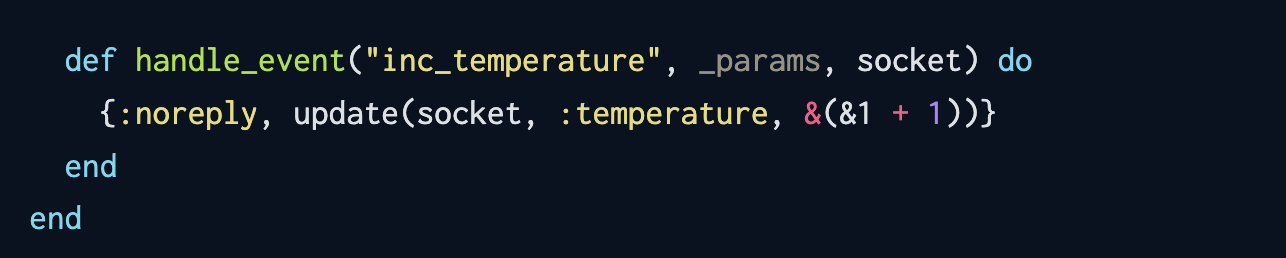 def handle_event("inc_temperature", _params, socket) do
{:noreply, update(socket, :temperature, &(&1 + 1))}
end
end